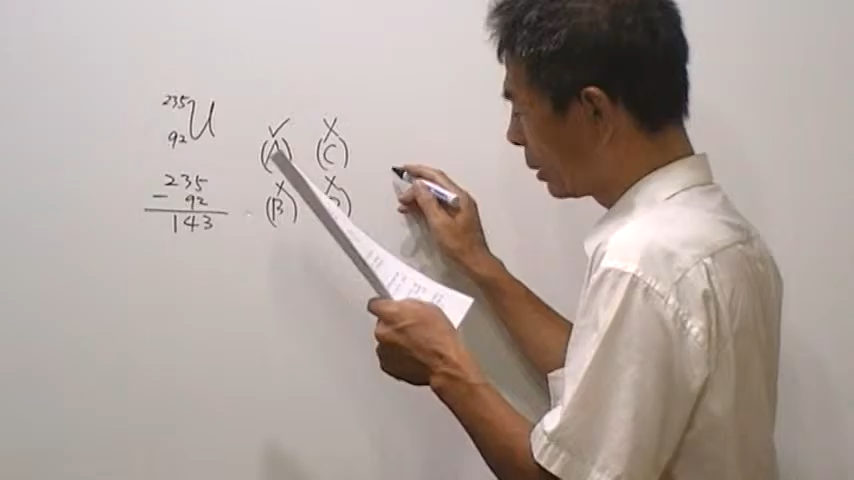 235
92 U
235
- 92
143
✓ X
(A) (C)
X X
(B)